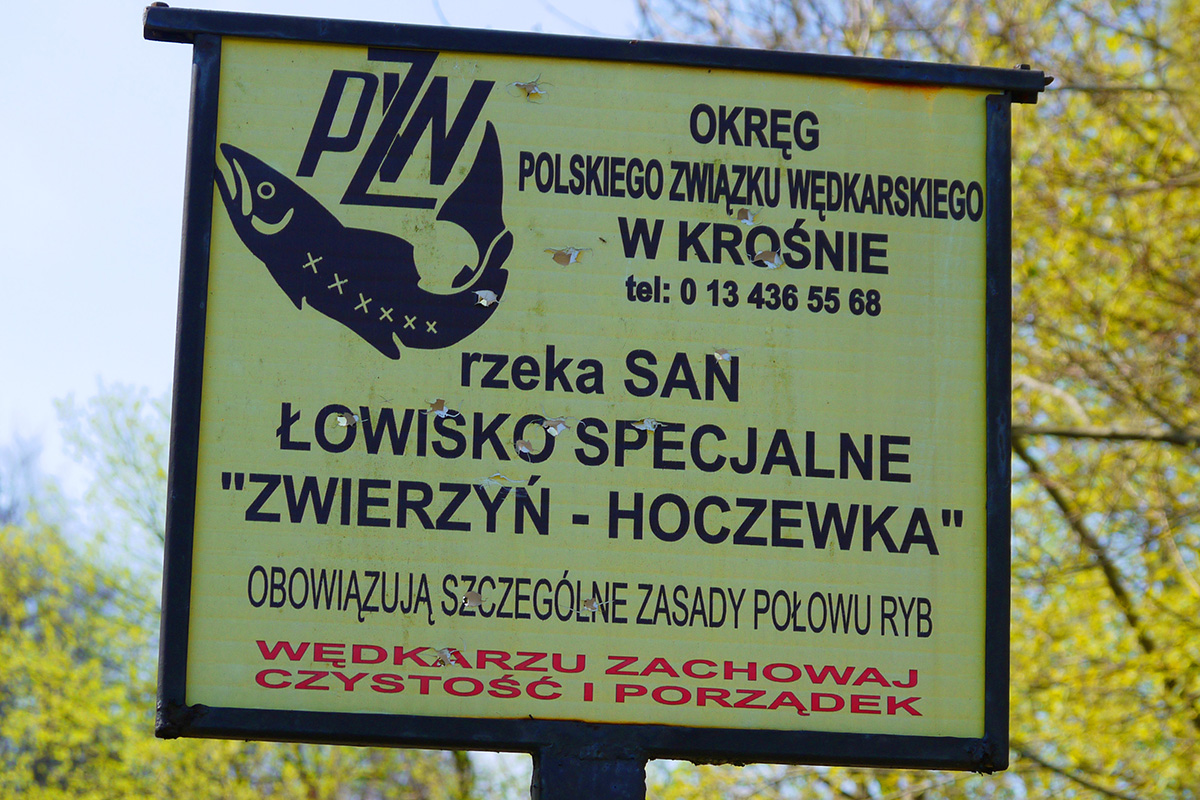 PZW
OKRĘG
POLSKIEGO ZWIĄZKU WĘDKARSKIEGO
W KROŚNIE
tel: 0 13 436 55 68
rzeka SAN
ŁOWISKO SPECJALNE
"ZWIERZYŃ - HOCZEWKA"
OBOWIĄZUJĄ SZCZEGÓLNE ZASADY POŁOWU RYB
WĘDKARZU ZACHOWAJ
CZYSTOŚĆ I PORZĄDEK